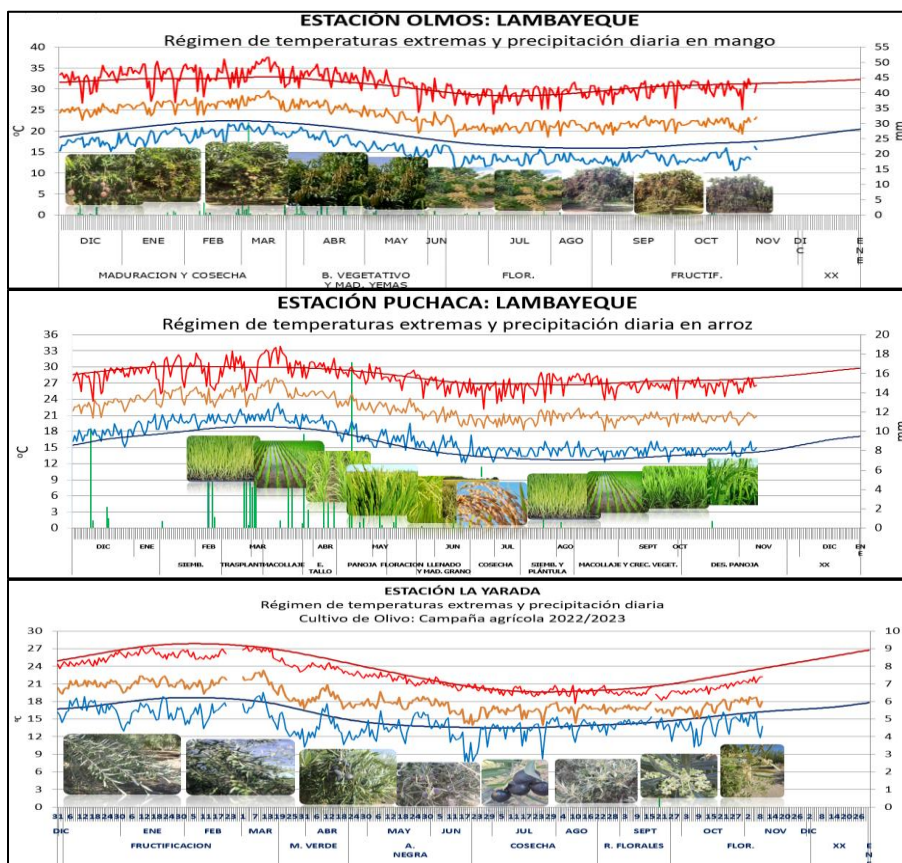 ESTACIÓN OLMOS: LAMBAYEQUE
Régimen de temperaturas extremas y precipitación diaria en mango
40 55
35 50
30 45
25 40
20 35
15 30
10 25
5 20
0 15
10
5
0
°C
mm
DIC ENE FEB MAR ABR MAY JUN JUL AGO SEP OCT NOV DIC ENE
MADURACION Y COSECHA B. VEGETATIVO Y MAD. YEMAS FLOR. FRUCTIF. XX
ESTACIÓN PUCHACA: LAMBAYEQUE
Régimen de temperaturas extremas y precipitación diaria en arroz
36 20
33 18
30 16
27 14
24 12
21 10
18 8
15 6
12 4
9 2
6 0
3
0
°C
mm
DIC ENE FEB MAR ABR MAY JUN JUL AGO SEPT OCT NOV DIC ENE
SIEMB. TRASPLANT MACOLLAJE E. TALLO PANOJA FLORACION LLENADO Y MAD. GRANO COSECHA SIEMB. Y PLÁNTULA MACOLLAJE Y CREC. VEGET. DES. PANOJA XX
ESTACIÓN LA YARADA
Régimen de temperaturas extremas y precipitación diaria
Cultivo de Olivo: Campaña agrícola 2022/2023
30 10
27 9
24 8
21 7
18 6
15 5
12 4
9 3
6 2
3 1
0 0
°C
DIC ENE FEB MAR ABR MAY JUN JUL AGO SEPT OCT NOV DIC ENE
FRUCTIFICACION M. VERDE A. NEGRA COSECHA R. FLORALES FLOR. XX